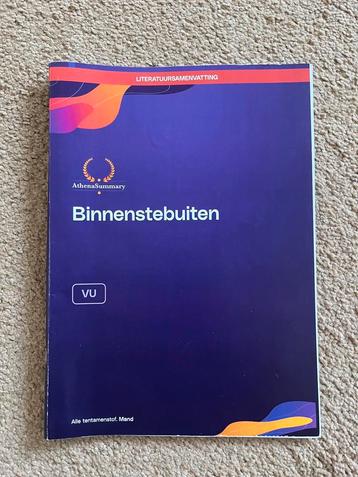 LITERATUURSAMENVATTING
AthenaSummary
Binnenstebuiten
VU
Alle tentamenstof. Mand